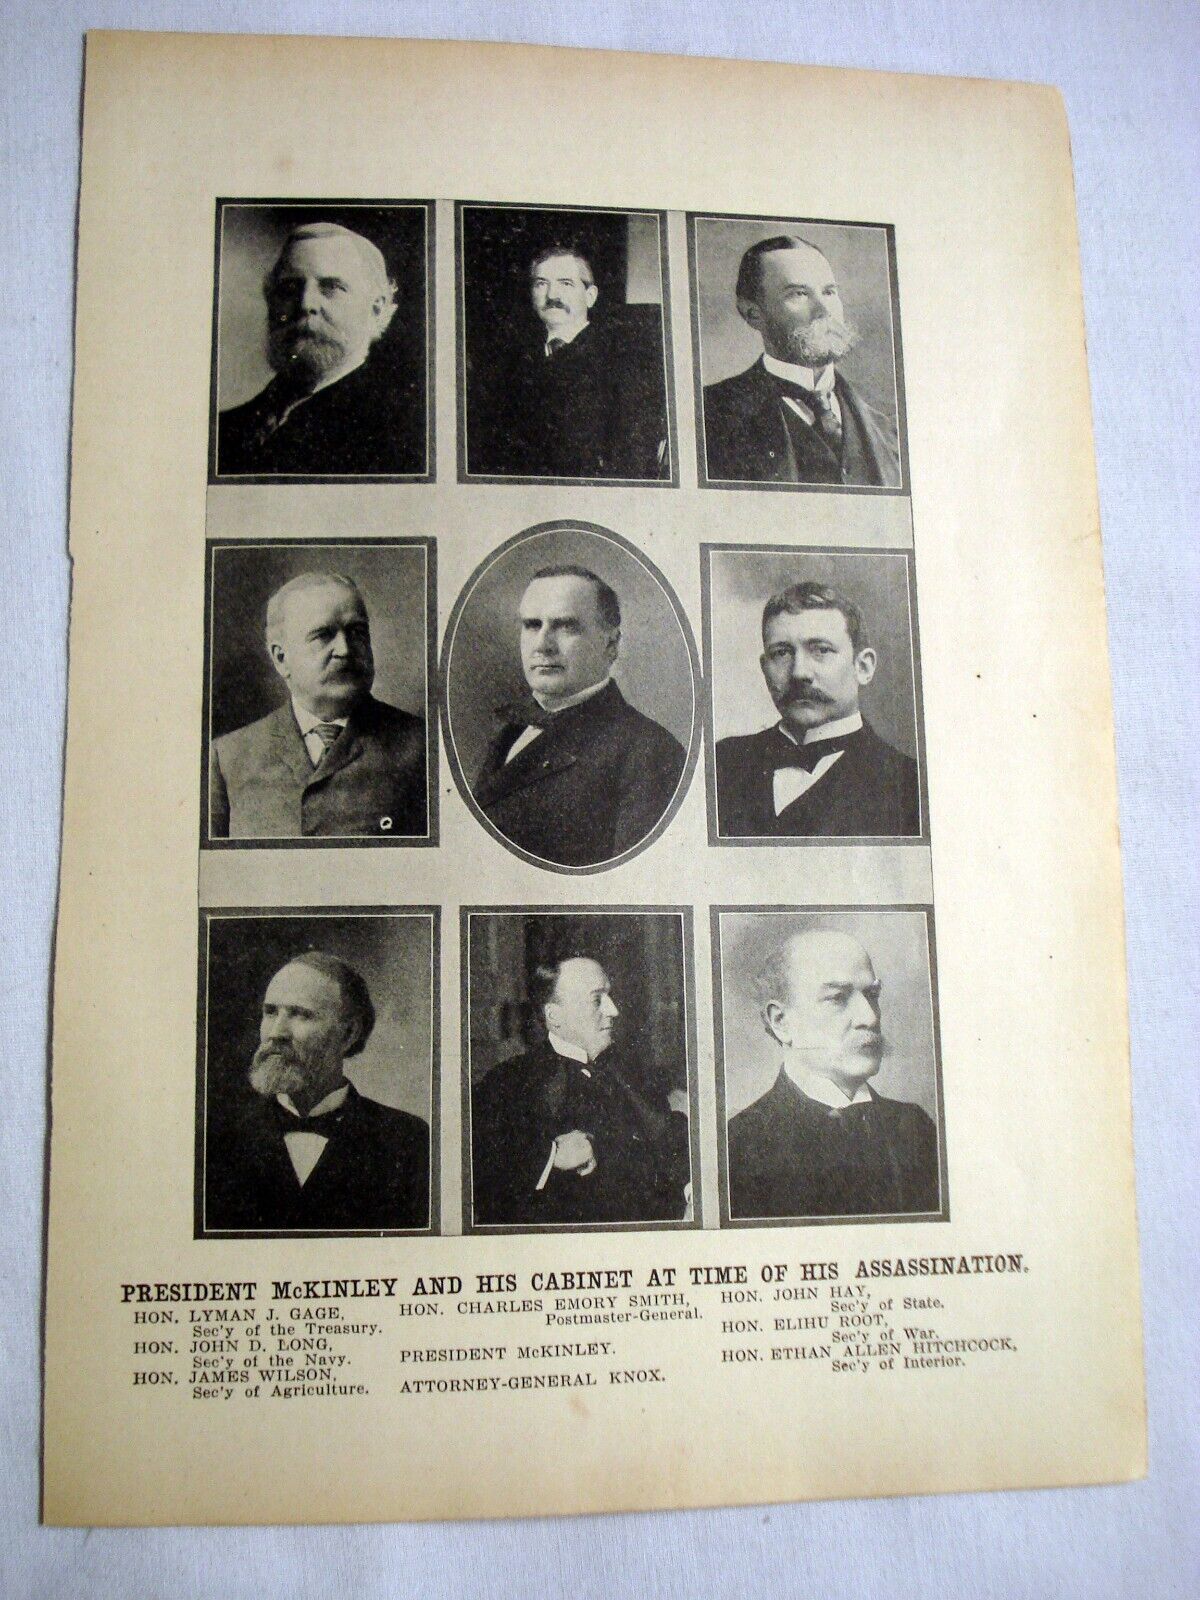 PRESIDENT McKINLEY AND HIS CABINET AT TIME OF HIS ASSASSINATION.
HON. LYMAN J. GAGE,
Sec'y of the Treasury.
HON. JOHN D. LONG,
Sec'y of the Navy.
HON. JAMES WILSON,
Sec'y of Agriculture.
HON. CHARLES EMORY SMITH,
Postmaster-General.
PRESIDENT McKINLEY.
ATTORNEY-GENERAL KNOX.
HON. JOHN HAY,
Sec'y of State.
HON. ELIHU ROOT,
Sec'y of War.
HON. ETHAN ALLEN HITCHCOCK,
Sec'y of Interior.